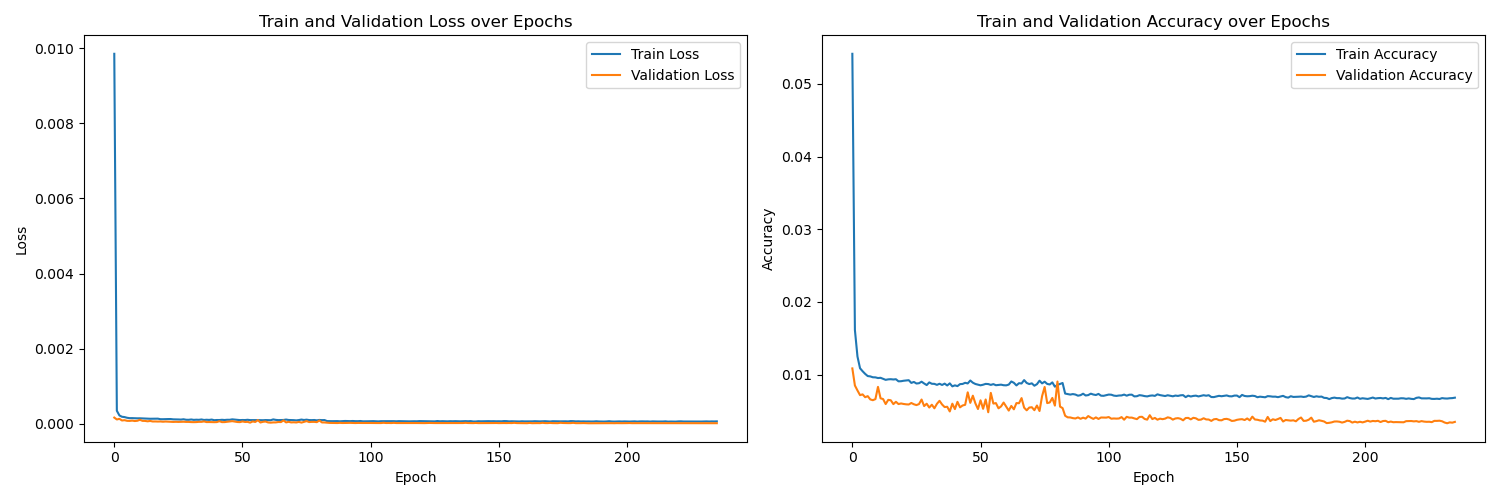 Train and Validation Loss over Epochs
0.010
0.008
0.006
0.004
0.002
0.000
Loss
0
50
100
150
200
Epoch
Train Loss
Validation Loss
Train and Validation Accuracy over Epochs
0.05
0.04
0.03
0.02
0.01
Accuracy
0
50
100
150
200
Epoch
Train Accuracy
Validation Accuracy